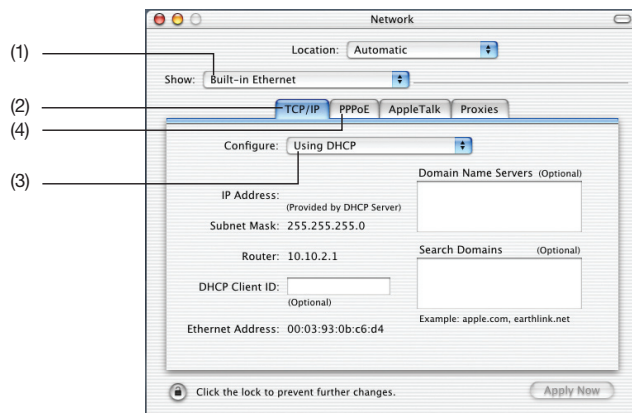 Network
Location: Automatic
(1)
Show: Built-in Ethernet
(2)
TCP/IP PPPoE AppleTalk Proxies
(4)
Configure: Using DHCP
(3)
Domain Name Servers (Optional)
IP Address:
(Provided by DHCP Server)
Subnet Mask: 255.255.255.0
Router: 10.10.2.1
Search Domains (Optional)
DHCP Client ID:
(Optional)
Example: apple.com, earthlink.net
Ethernet Address: 00:03:93:0b:c6:d4
Click the lock to prevent further changes.
Apply Now